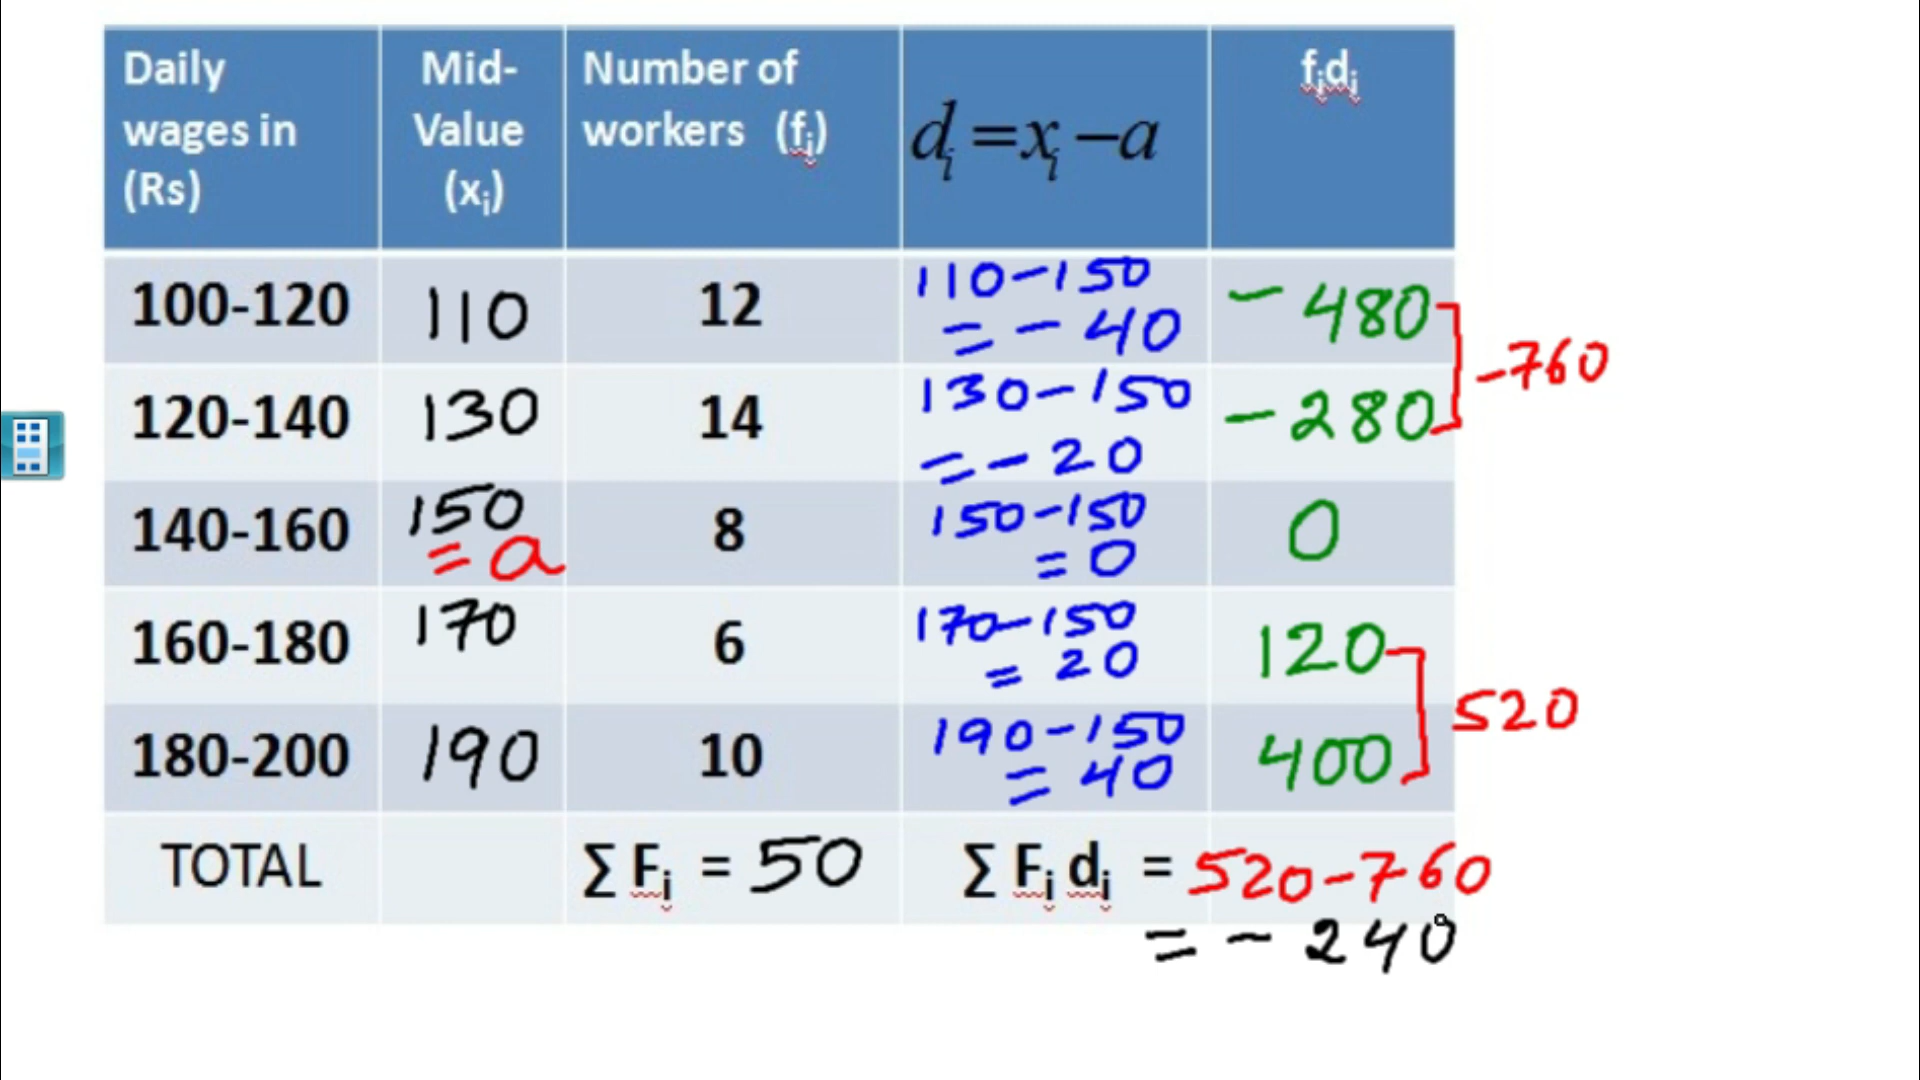 Daily wages in (Rs) Mid-Value (xi) Number of workers (fi) di = xi − a fidi
100-120 110 12 110-150 = -40 -480
120-140 130 14 130-150 = -20 -280
-760
140-160 150 = a 8 150-150 = 0 0
160-180 170 6 170-150 = 20 120
180-200 190 10 190-150 = 40 400
520
TOTAL ∑ Fi = 50 ∑ Fi di = 520-760
= -240